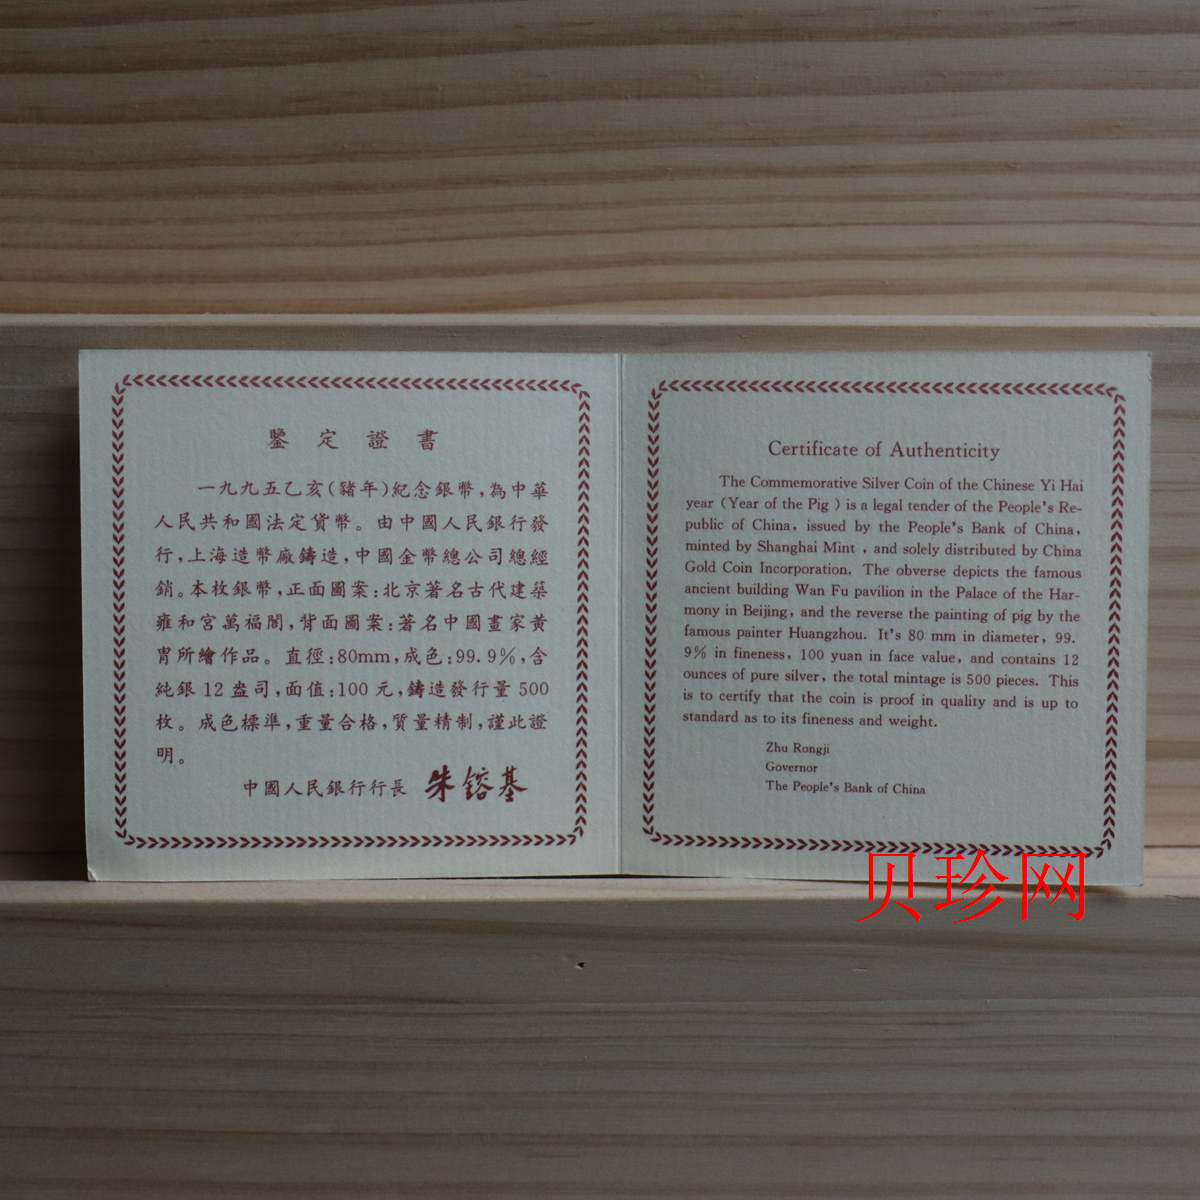 鑒定證書
一九九五乙亥(豬年)紀念銀幣,為中華
人民共和國法定貨幣。由中國人民銀行發
行,上海造幣廠鑄造,中國金幣總公司總經
銷。本枚銀幣,正面圖案:北京著名古代建築
雍和宮萬福閣,背面圖案:著名中國畫家黃
冑所繪作品。直徑:80mm,成色:99.9%,含
純銀12盎司,面值:100元,鑄造發行量500
枚。成色標準,重量合格,質量精制,謹此證
明。
中國人民銀行行長 朱鎔基
Certificate of Authenticity
The Commemorative Silver Coin of the Chinese Yi Hai
year (Year of the Pig ) is a legal tender of the People's Re-
public of China, issued by the People's Bank of China,
minted by Shanghai Mint , and solely distributed by China
Gold Coin Incorporation. The obverse depicts the famous
ancient building Wan Fu pavilion in the Palace of the Har-
mony in Beijing, and the reverse the painting of pig by the
famous painter Huangzhou. It's 80 mm in diameter, 99.
9% in fineness, 100 yuan in face value, and contains 12
ounces of pure silver, the total mintage is 500 pieces. This
is to certify that the coin is proof in quality and is up to
standard as to its fineness and weight.
Zhu Rongji
Governor
The People's Bank of China
贝珍网